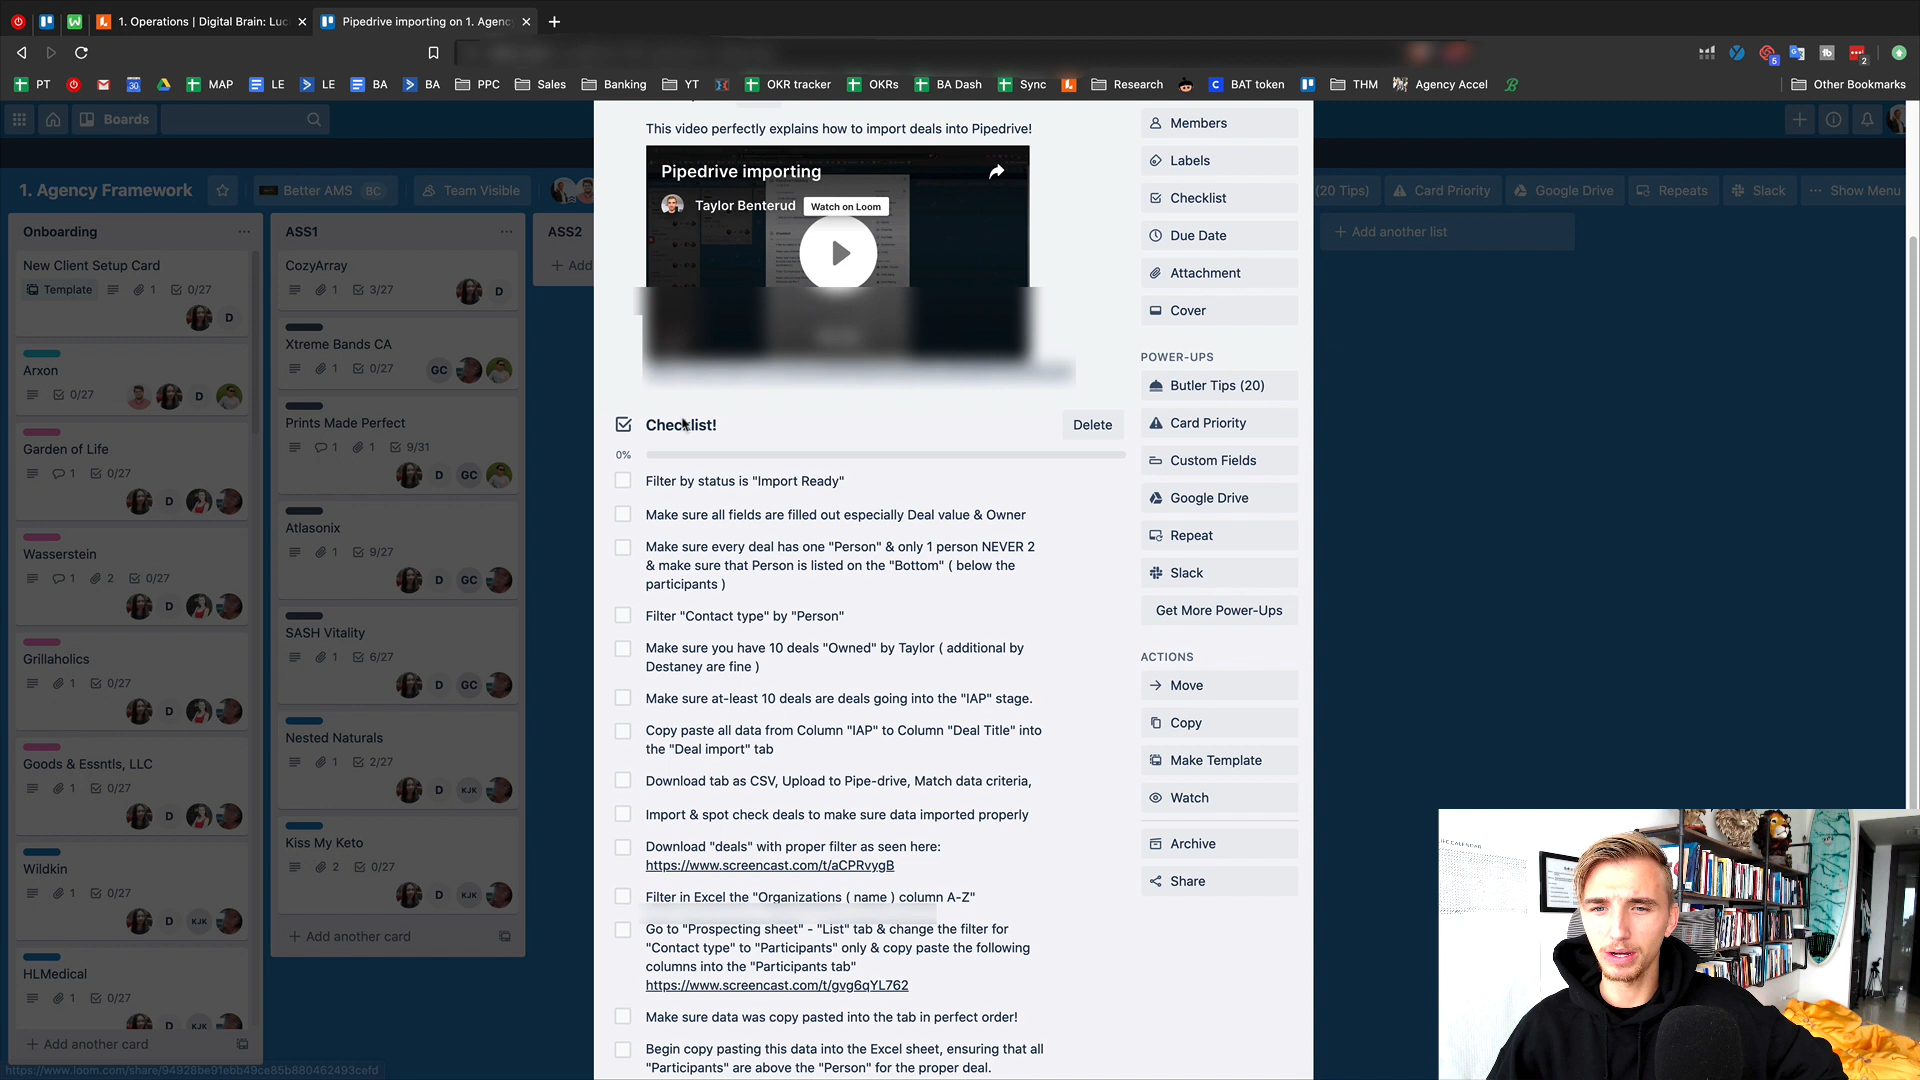 1. Operations | Digital Brain: Luc
Pipedrive importing on 1. Agenc
PT
30
MAP
LE
LE
BA
BA
PPC
Sales
Banking
YT
OKR tracker
OKRs
BA Dash
Sync
Research
BAT token
THM
Agency Accel
Other Bookmarks
5
2
Boards
1. Agency Framework
Better AMS
BC
Team Visible
(20 Tips)
Card Priority
Google Drive
Repeats
Slack
Show Menu
Onboarding
New Client Setup Card
Template
1
0/27
D
Arxon
0/27
D
Garden of Life
1
0/27
D
Wasserstein
1
2
0/27
D
Grillaholics
1
0/27
D
Goods & Essntls, LLC
1
0/27
D
Wildkin
1
0/27
D
KJK
HLMedical
1
0/27
D
KJK
Add another card
https://www.loom.com/share/94928be91ebb49ce85b880462493cefd
ASS1
CozyArray
1
3/27
D
Xtreme Bands CA
1
0/27
GC
Prints Made Perfect
1
1
9/31
D
GC
Atlasonix
1
9/27
D
GC
SASH Vitality
1
6/27
D
GC
Nested Naturals
1
2/27
D
KJK
Kiss My Keto
2
0/27
D
KJK
Add another card
ASS2
Add
Add another list
This video perfectly explains how to import deals into Pipedrive!
Pipedrive importing
Taylor Benterud
Watch on Loom
Checklist!
Delete
0%
Filter by status is "Import Ready"
Make sure all fields are filled out especially Deal value & Owner
Make sure every deal has one "Person" & only 1 person NEVER 2
& make sure that Person is listed on the "Bottom" ( below the
participants )
Filter "Contact type" by "Person"
Make sure you have 10 deals "Owned" by Taylor ( additional by
Destaney are fine )
Make sure at-least 10 deals are deals going into the "IAP" stage.
Copy paste all data from Column "IAP" to Column "Deal Title" into
the "Deal import" tab
Download tab as CSV, Upload to Pipe-drive, Match data criteria,
Import & spot check deals to make sure data imported properly
Download "deals" with proper filter as seen here:
https://www.screencast.com/t/aCPRvygB
Filter in Excel the "Organizations ( name ) column A-Z"
Go to "Prospecting sheet" - "List" tab & change the filter for
"Contact type" to "Participants" only & copy paste the following
columns into the "Participants tab"
https://www.screencast.com/t/gvg6qYL762
Make sure data was copy pasted into the tab in perfect order!
Begin copy pasting this data into the Excel sheet, ensuring that all
"Participants" are above the "Person" for the proper deal.
Members
Labels
Checklist
Due Date
Attachment
Cover
POWER-UPS
Butler Tips (20)
Card Priority
Custom Fields
Google Drive
Repeat
Slack
Get More Power-Ups
ACTIONS
Move
Copy
Make Template
Watch
Archive
Share